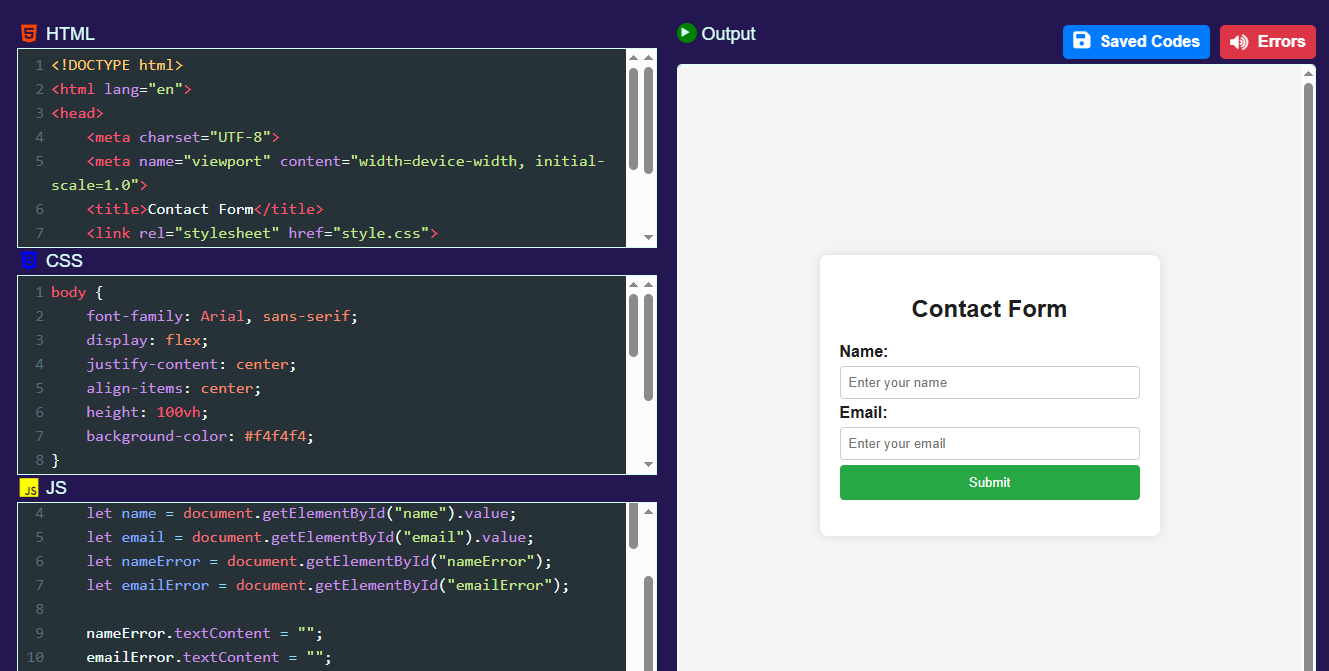 HTML
1 <!DOCTYPE html>
2 <html lang="en">
3 <head>
4     <meta charset="UTF-8">
5     <meta name="viewport" content="width=device-width, initial-
scale=1.0">
6     <title>Contact Form</title>
7     <link rel="stylesheet" href="style.css">
CSS
1 body {
2     font-family: Arial, sans-serif;
3     display: flex;
4     justify-content: center;
5     align-items: center;
6     height: 100vh;
7     background-color: #f4f4f4;
8 }
JS
JS
4     let name = document.getElementById("name").value;
5     let email = document.getElementById("email").value;
6     let nameError = document.getElementById("nameError");
7     let emailError = document.getElementById("emailError");
8
9     nameError.textContent = "";
10     emailError.textContent = "";
Output
Saved Codes
Errors
Contact Form
Name:
Enter your name
Email:
Enter your email
Submit